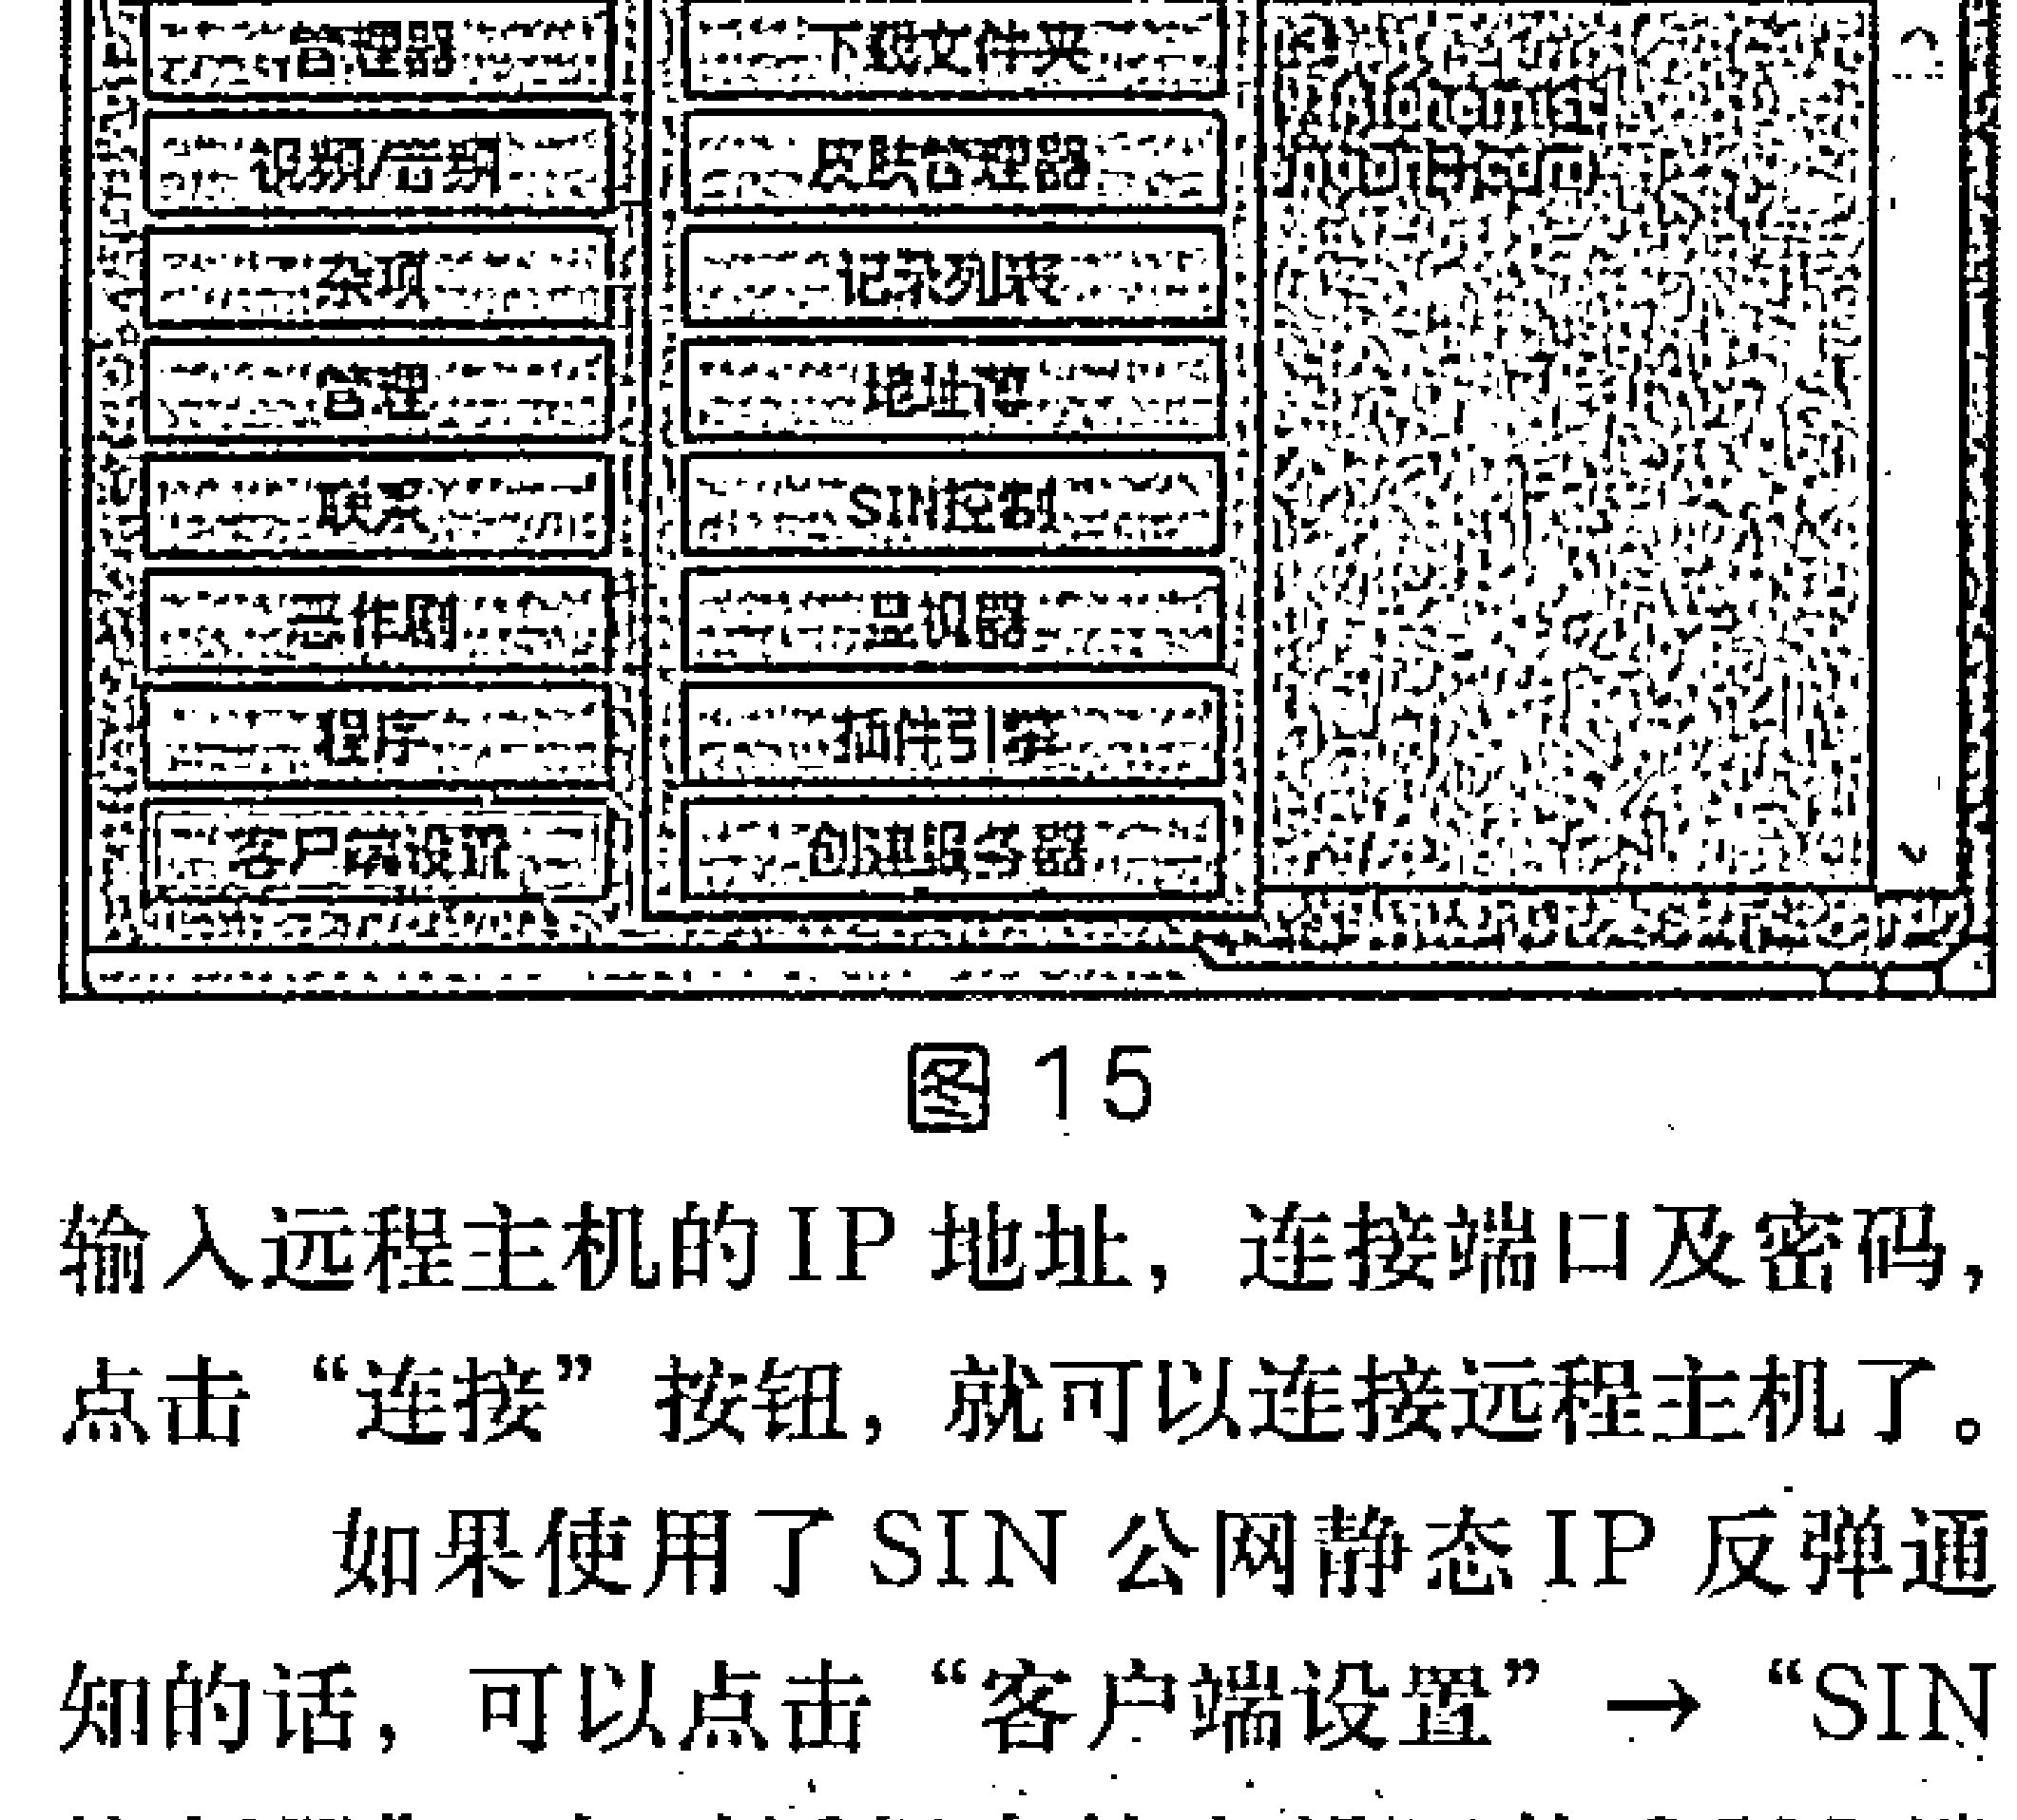 管理器
下载文件夹
视频/音频
皮肤管理器
杂项
记录列表
管理
地址簿
联系
SIN控制
恶作剧
显视器
程序
插件引擎
客户端设置
创建服务器
图 15
输入远程主机的IP 地址，连接端口及密码，
点击“连接”按钮，就可以连接远程主机了。
如果使用了 SIN 公网静态 IP 反弹通
知的话，可以点击“客户端设置”→“SIN